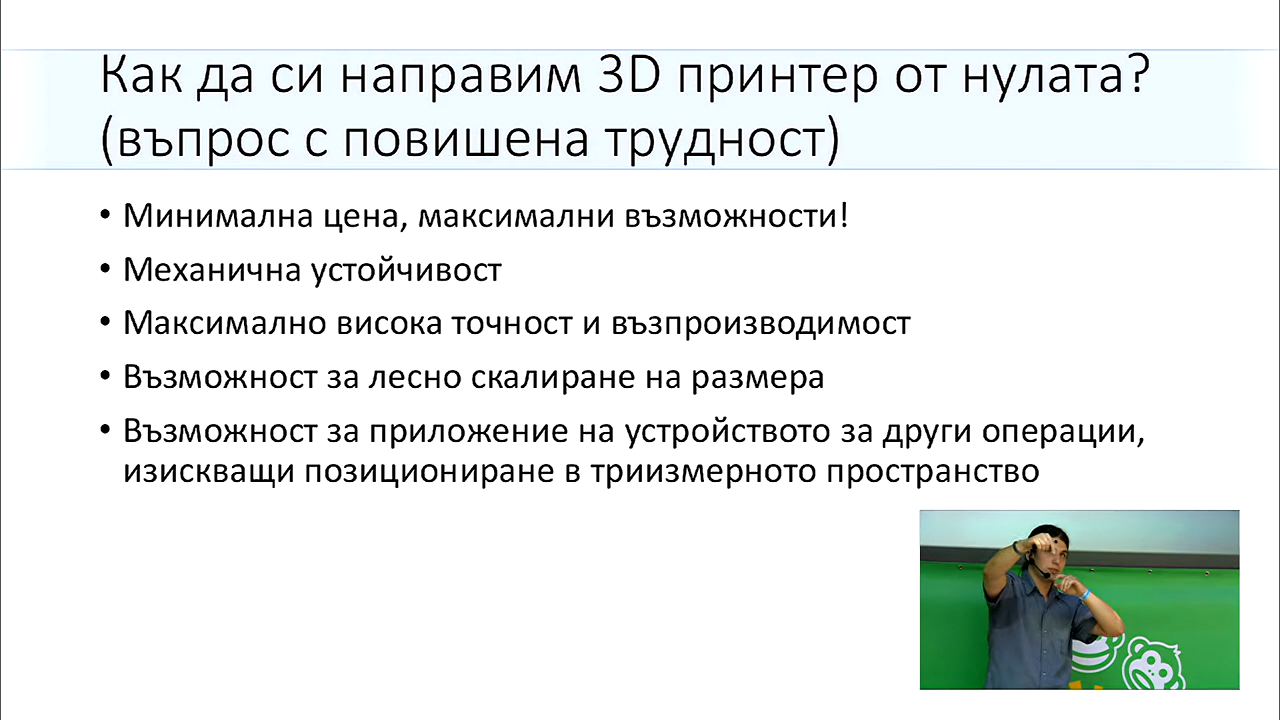 Как да си направим 3D принтер от нулата?
(въпрос с повишена трудност)
• Минимална цена, максимални възможности!
• Механична устойчивост
• Максимално висока точност и възпроизводимост
• Възможност за лесно скалиране на размера
• Възможност за приложение на устройството за други операции,
изискващи позициониране в триизмерното пространство